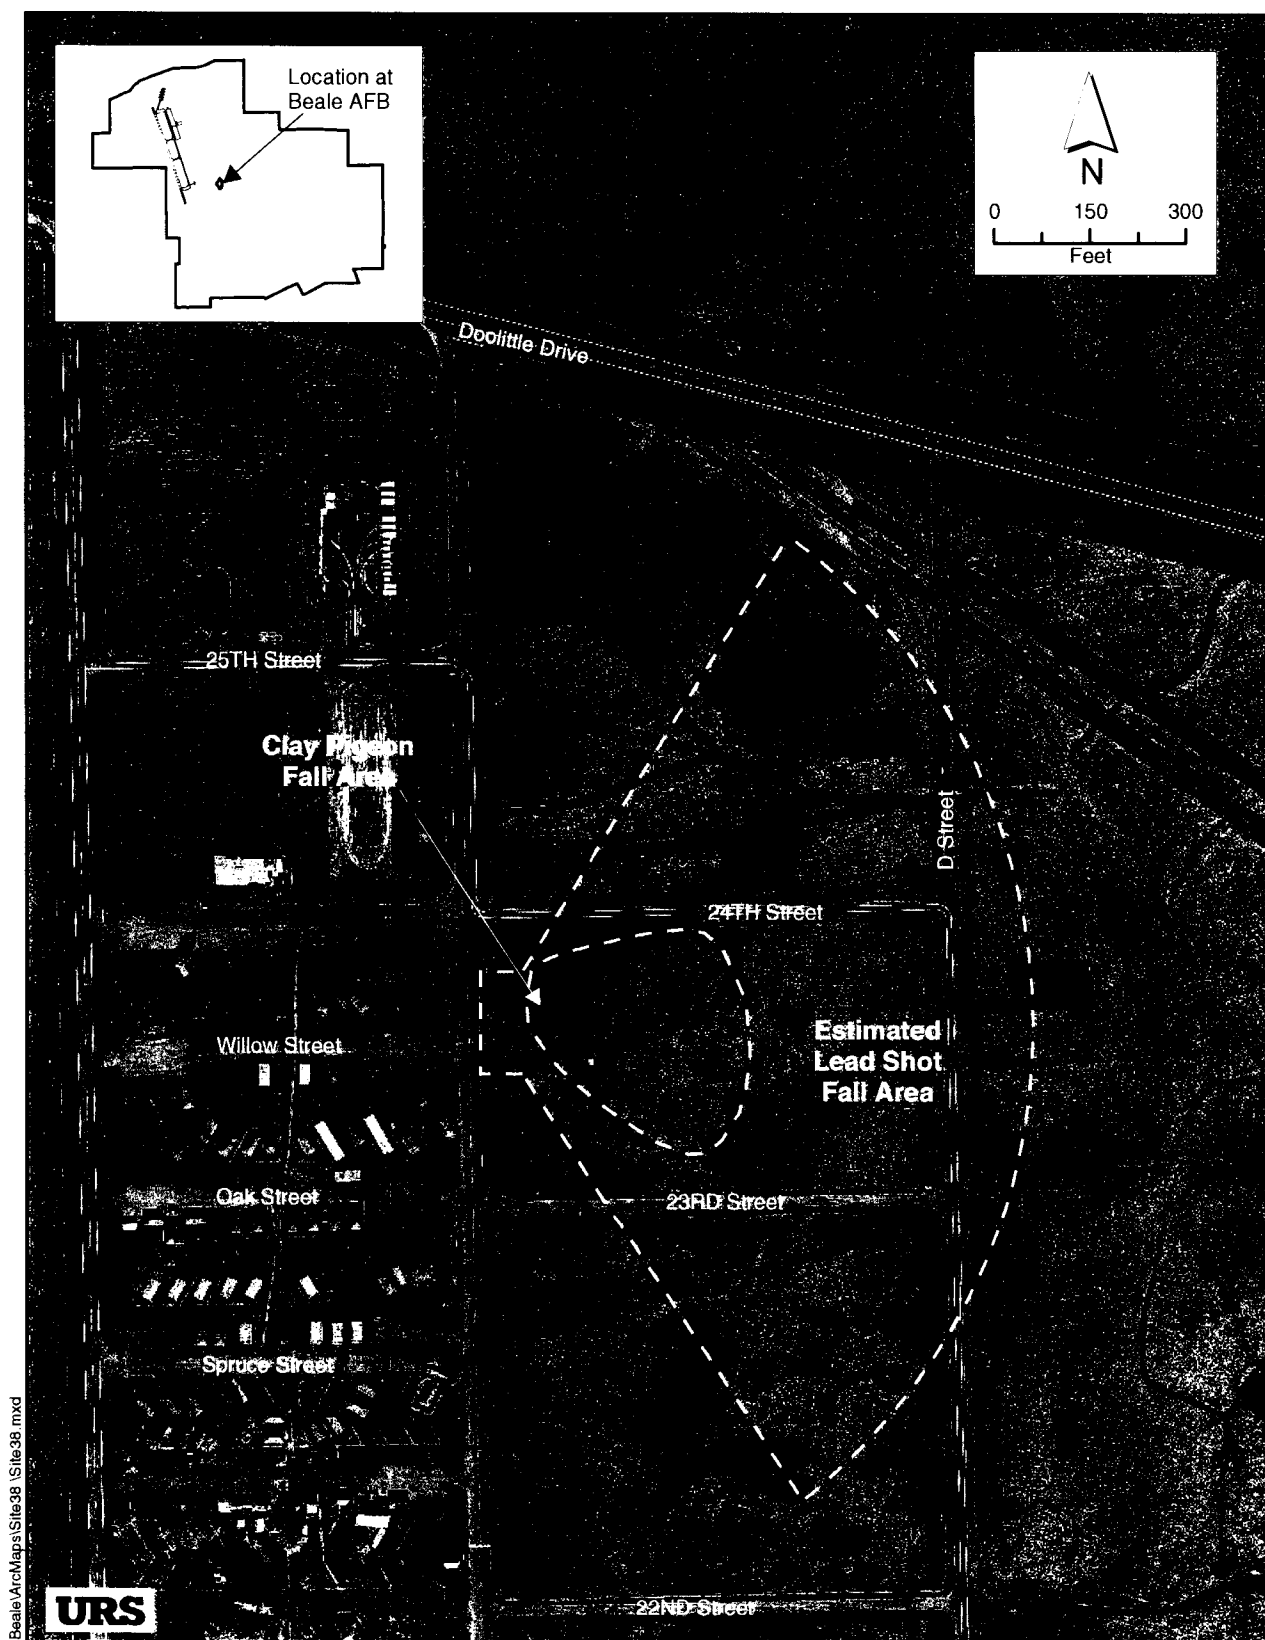 Location at
Beale AFB
N
0 150 300
Feet
Doolittle Drive
25TH Street
Clay Pigeon
Fall Area
D Street
24TH Street
Willow Street
Estimated
Lead Shot
Fall Area
Oak Street
23RD Street
Spruce Street
Beale\ArcMaps\Site38 \Site38.mxd
URS
22ND Street